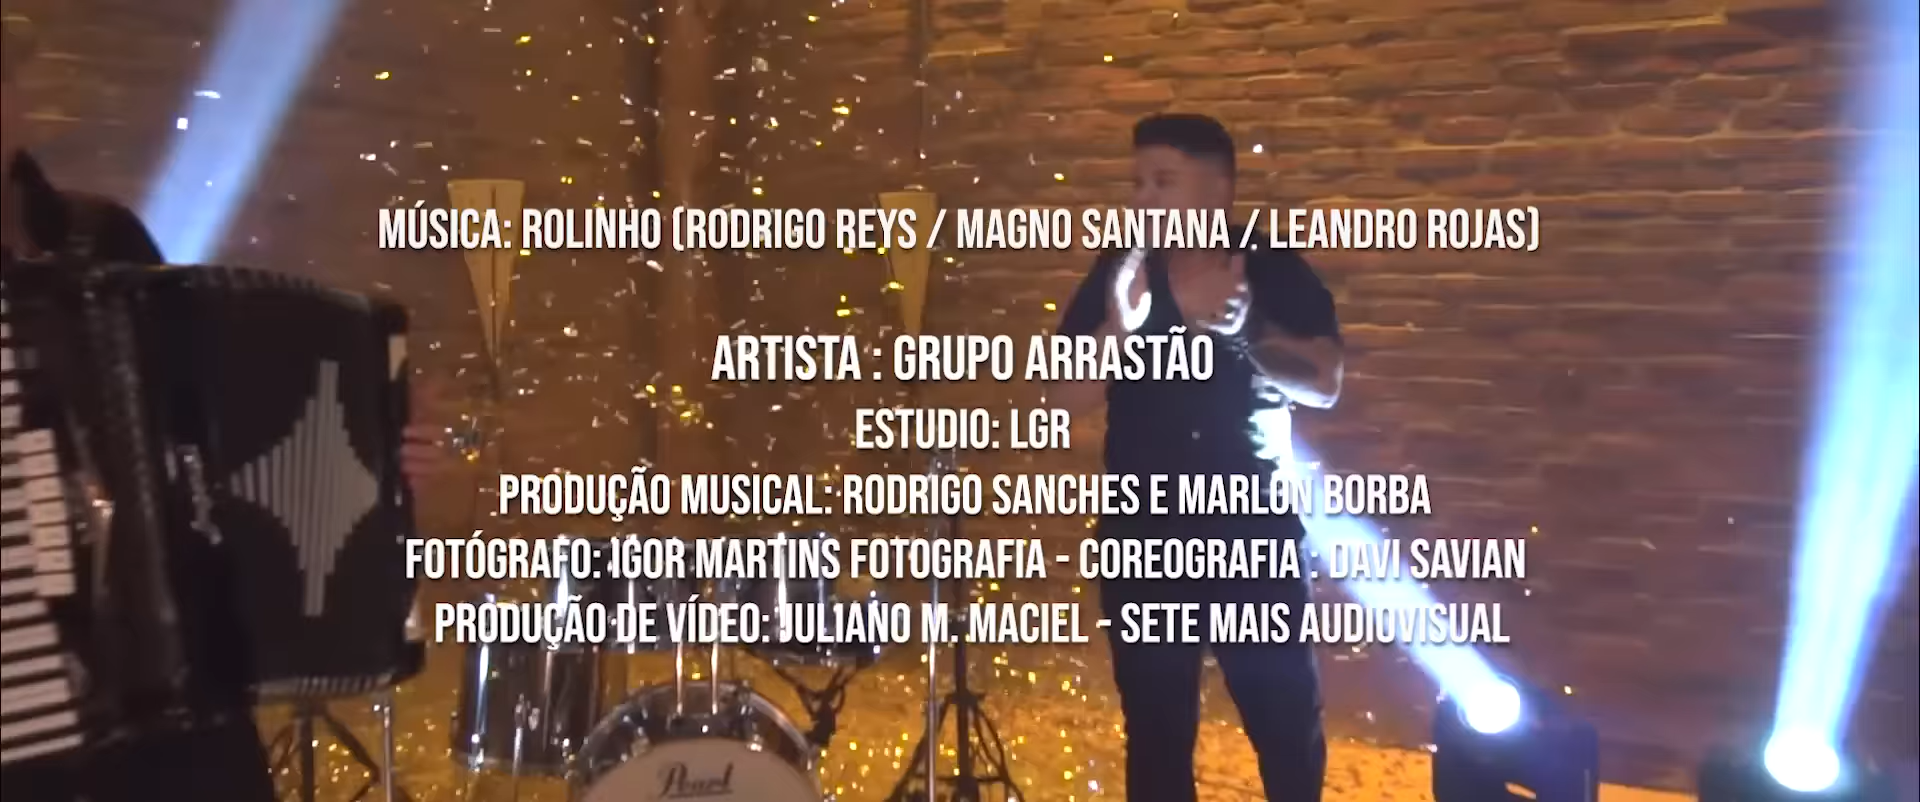 MÚSICA: ROLINHO (RODRIGO REYS / MAGNO SANTANA / LEANDRO ROJAS)
ARTISTA : GRUPO ARRASTÃO
ESTUDIO: LGR
PRODUÇÃO MUSICAL: RODRIGO SANCHES E MARLON BORBA
FOTÓGRAFO: IGOR MARTINS FOTOGRAFIA - COREOGRAFIA : DAVI SAVIAN
PRODUÇÃO DE VÍDEO: JULIANO M. MACIEL - SETE MAIS AUDIOVISUAL
Pearl